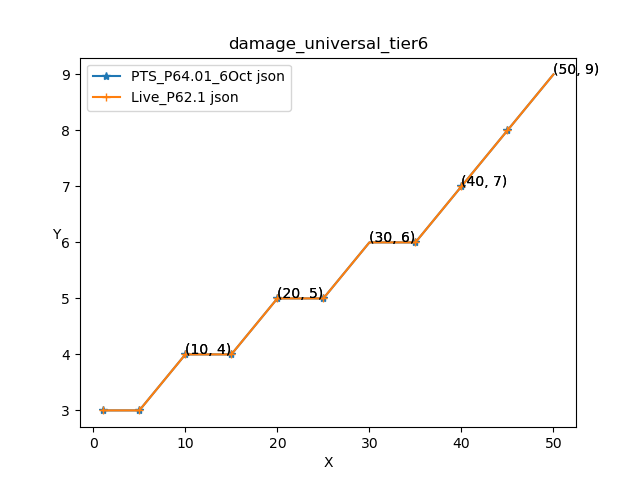 damage_universal_tier6
PTS_P64.01_6Oct json
Live_P62.1 json
(50, 9)
(40, 7)
(30, 6)
(20, 5)
(10, 4)
Y
9
8
7
6
5
4
3
0 10 20 30 40 50
X